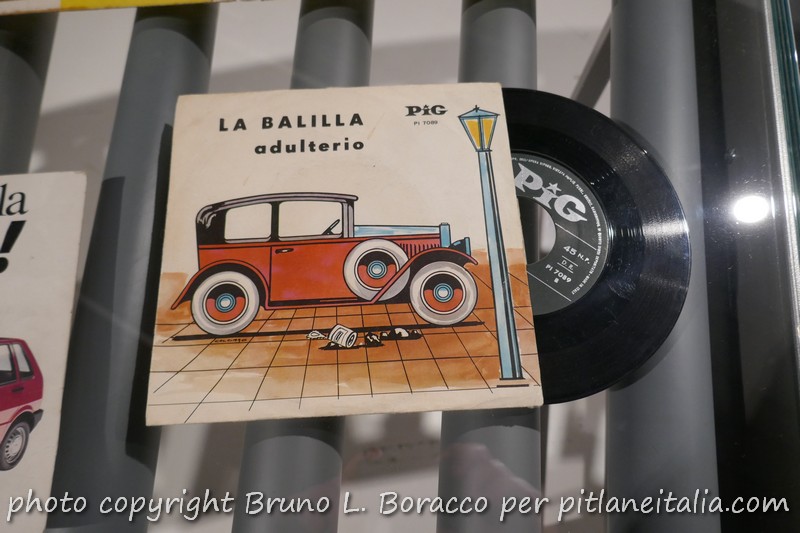 LA BALILLA
adulterio
PiG
PI 7089
la
!
PiG
45 N.P.
D.R.
PI 7089
B
photo copyright Bruno L. Boracco per pitlaneitalia.com